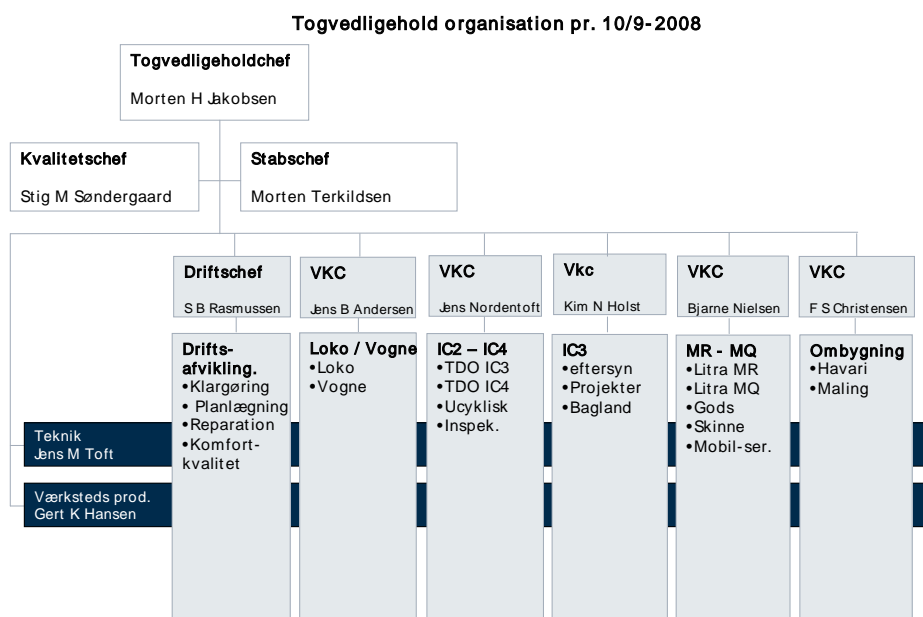 Togvedligehold organisation pr. 10/9-2008
Togvedligeholdchef
Morten H Jakobsen
Kvalitetschef
Stig M Søndergaard
Stabschef
Morten Terkildsen
Driftschef
S B Rasmussen
VKC
Jens B Andersen
VKC
Jens Nordentoft
Vkc
Kim N Holst
VKC
Bjarne Nielsen
VKC
F S Christensen
Drifts-
afvikling.
•Klargøring
• Planlægning
•Reparation
•Komfort-
kvalitet
Loko / Vogne
•Loko
•Vogne
IC2 – IC4
•TDO IC3
•TDO IC4
•Ucyklisk
•Inspek.
IC3
•eftersyn
•Projekter
•Bagland
MR - MQ
•Litra MR
•Litra MQ
•Gods
•Skinne
•Mobil-ser.
Ombygning
•Havari
•Maling
Teknik
Jens M Toft
Værksteds prod.
Gert K Hansen